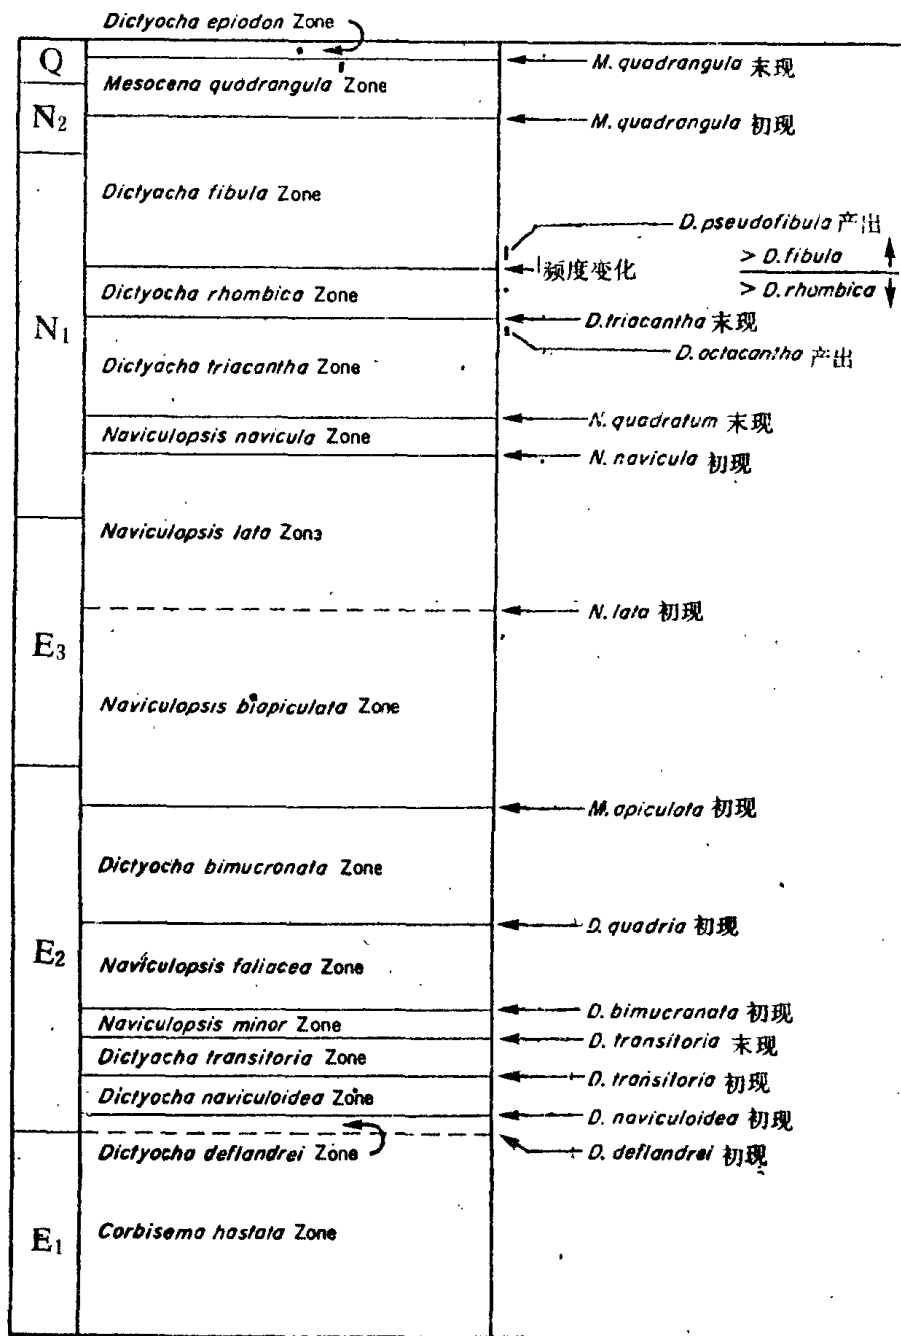 Dictyocha epiodon Zone
Q
Mesocena quadrangula Zone
M. quadrangula 末现
N2
M. quadrangula 初现
Dictyacha fibula Zone
D. pseudofibula 产出
> D. fibula
频度变化
> D. rhombica
Dictyocha rhombica Zone
N1
D. triacantha 末现
D. octacantha 产出
Dictyacha triacantha Zone
N. quadratum 末现
Naviculopsis navicula Zone
N. navicula 初现
Naviculopsis lata Zone
N. lata 初现
E3
Naviculopsis biapiculata Zone
M. apiculata 初现
Dictyocha bimucronata Zone
D. quadria 初现
E2
Naviculopsis faliacea Zone
D. bimucranata 初现
Naviculopsis minor Zone
D. transitoria 末现
Dictyacha transitoria Zone
D. transitoria 初现
Dictyocha naviculoidea Zone
D. naviculoidea 初现
Dictyocha deflandrei Zone
D. deflandrei 初现
E1
Corbisema hastata Zone